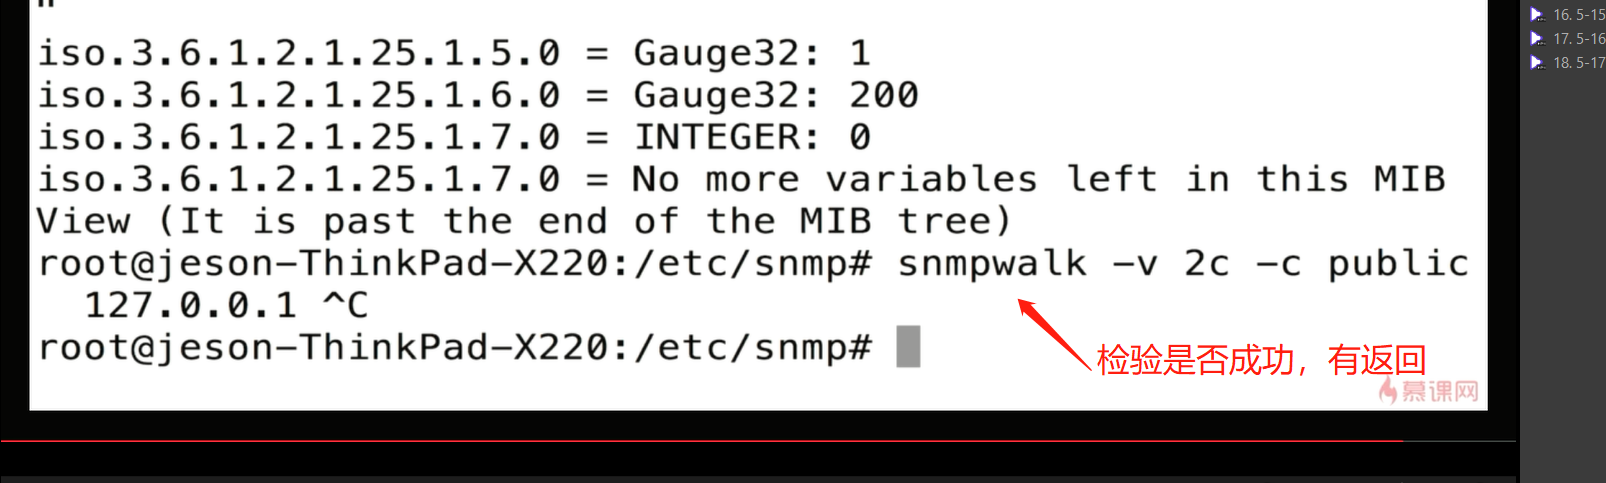 iso.3.6.1.2.1.25.1.5.0 = Gauge32: 1
iso.3.6.1.2.1.25.1.6.0 = Gauge32: 200
iso.3.6.1.2.1.25.1.7.0 = INTEGER: 0
iso.3.6.1.2.1.25.1.7.0 = No more variables left in this MIB
View (It is past the end of the MIB tree)
root@jeson-ThinkPad-X220:/etc/snmp# snmpwalk -v 2c -c public
127.0.0.1 ^C
root@jeson-ThinkPad-X220:/etc/snmp#
检验是否成功，有返回
慕课网
16. 5-15
17. 5-16
18. 5-17